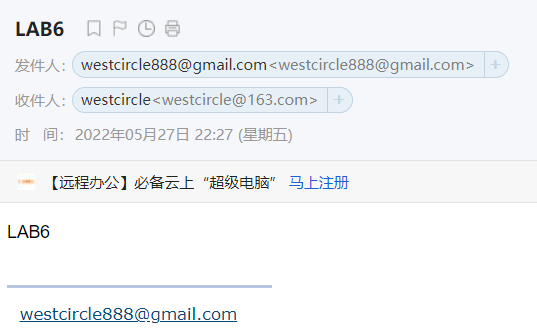 LAB6
发件人: westcircle888@gmail.com<westcircle888@gmail.com> +
收件人: westcircle<westcircle@163.com> +
时 间: 2022年05月27日 22:27 (星期五)
【远程办公】必备云上“超级电脑” 马上注册
LAB6
westcircle888@gmail.com